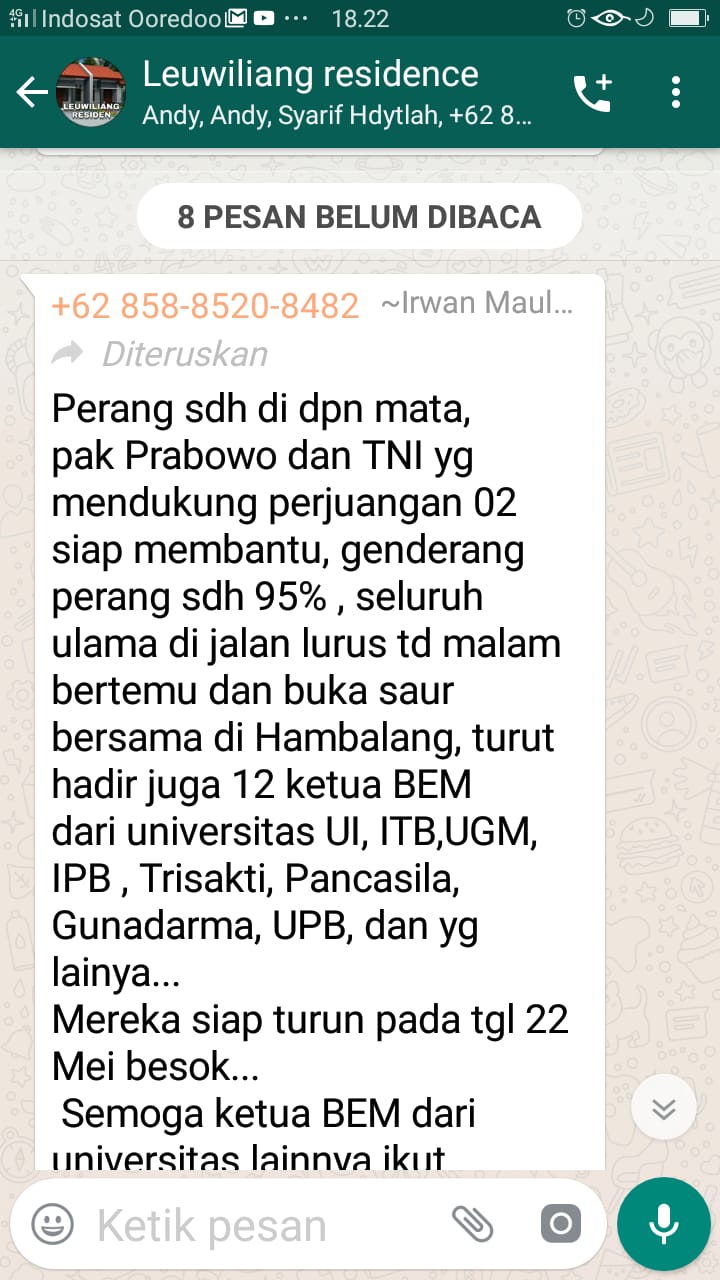 4G Indosat Ooredoo ... 18.22
LEUWILIANG
RESIDEN
Leuwiliang residence
Andy, Andy, Syarif Hdytlah, +62 8...
8 PESAN BELUM DIBACA
+62 858-8520-8482 ~Irwan Maul...
Diteruskan
Perang sdh di dpn mata,
pak Prabowo dan TNI yg
mendukung perjuangan 02
siap membantu, genderang
perang sdh 95% , seluruh
ulama di jalan lurus td malam
bertemu dan buka saur
bersama di Hambalang, turut
hadir juga 12 ketua BEM
dari universitas UI, ITB,UGM,
IPB , Trisakti, Pancasila,
Gunadarma, UPB, dan yg
lainya...
Mereka siap turun pada tgl 22
Mei besok...
Semoga ketua BEM dari
universitas lainnya ikut
Ketik pesan